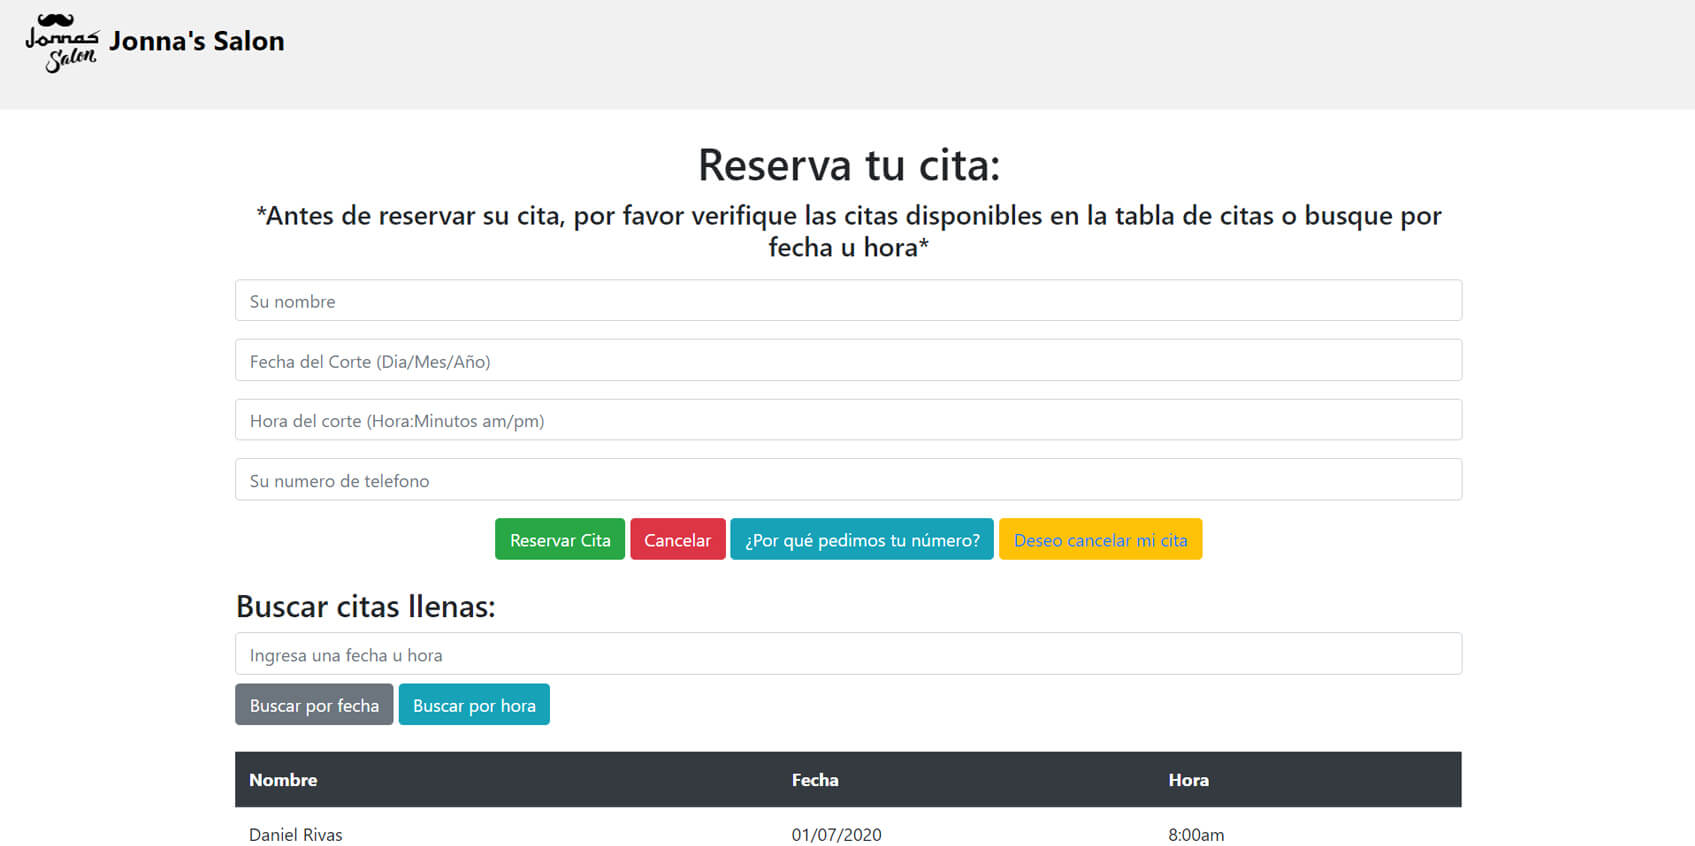 Jonnas
Salon
Jonna's Salon
Reserva tu cita:
*Antes de reservar su cita, por favor verifique las citas disponibles en la tabla de citas o busque por
fecha u hora*
Su nombre
Fecha del Corte (Dia/Mes/Año)
Hora del corte (Hora:Minutos am/pm)
Su numero de telefono
Reservar Cita Cancelar ¿Por qué pedimos tu número? Deseo cancelar mi cita
Buscar citas llenas:
Ingresa una fecha u hora
Buscar por fecha Buscar por hora
Nombre Fecha Hora
Daniel Rivas 01/07/2020 8:00am